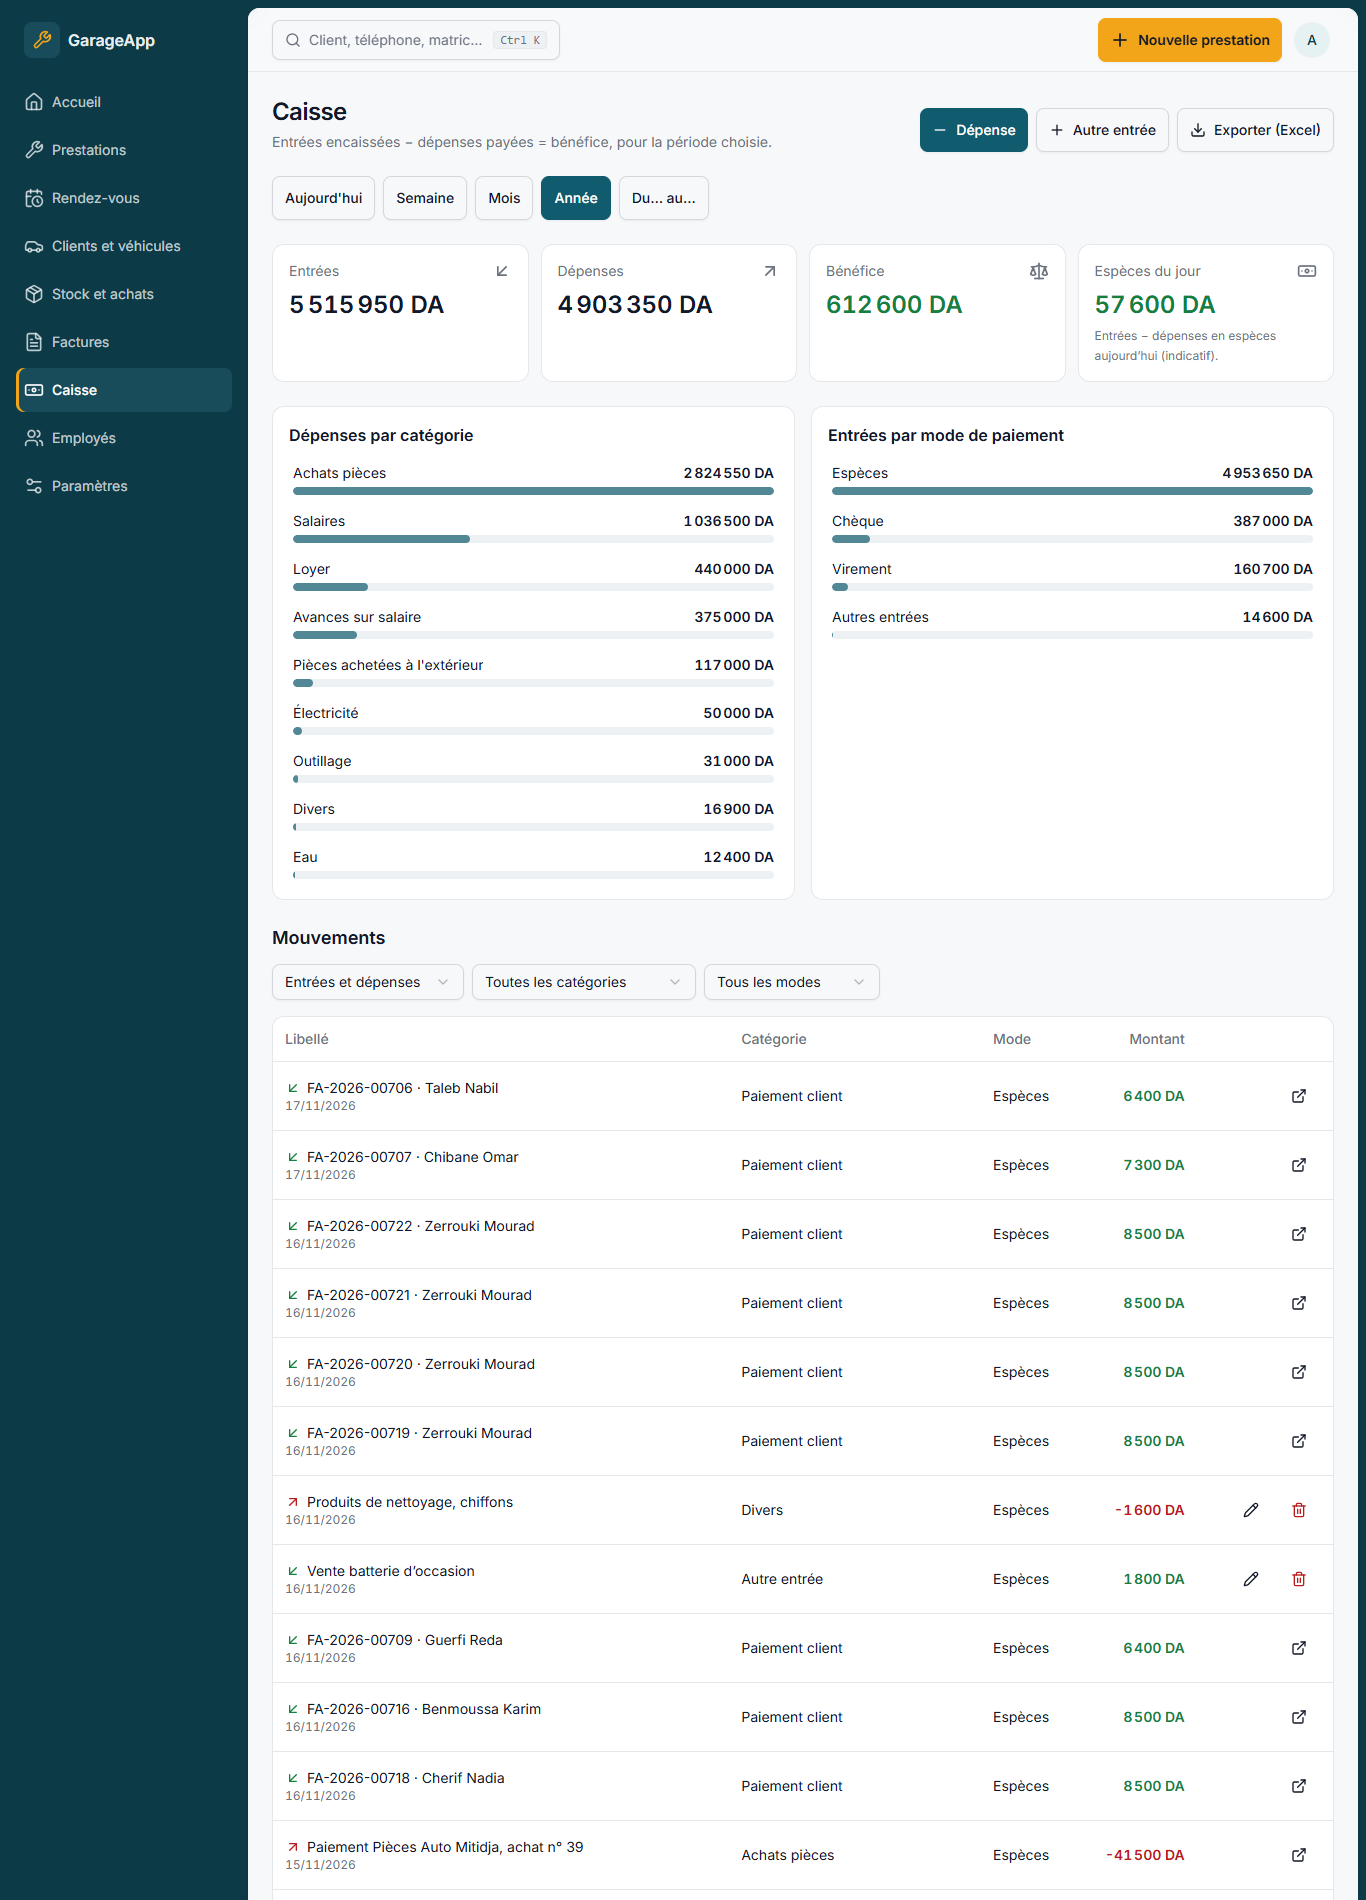 GarageApp
Client, téléphone, matric... Ctrl K
Nouvelle prestation
A
Accueil
Prestations
Rendez-vous
Clients et véhicules
Stock et achats
Factures
Caisse
Employés
Paramètres
Caisse
Entrées encaissées − dépenses payées = bénéfice, pour la période choisie.
Dépense
Autre entrée
Exporter (Excel)
Aujourd'hui
Semaine
Mois
Année
Du... au...
Entrées
5 515 950 DA
Dépenses
4 903 350 DA
Bénéfice
612 600 DA
Espèces du jour
57 600 DA
Entrées − dépenses en espèces
aujourd’hui (indicatif).
Dépenses par catégorie
Achats pièces 2 824 550 DA
Salaires 1 036 500 DA
Loyer 440 000 DA
Avances sur salaire 375 000 DA
Pièces achetées à l'extérieur 117 000 DA
Électricité 50 000 DA
Outillage 31 000 DA
Divers 16 900 DA
Eau 12 400 DA
Entrées par mode de paiement
Espèces 4 953 650 DA
Chèque 387 000 DA
Virement 160 700 DA
Autres entrées 14 600 DA
Mouvements
Entrées et dépenses
Toutes les catégories
Tous les modes
Libellé Catégorie Mode Montant
FA-2026-00706 · Taleb Nabil
17/11/2026
Paiement client Espèces 6 400 DA
FA-2026-00707 · Chibane Omar
17/11/2026
Paiement client Espèces 7 300 DA
FA-2026-00722 · Zerrouki Mourad
16/11/2026
Paiement client Espèces 8 500 DA
FA-2026-00721 · Zerrouki Mourad
16/11/2026
Paiement client Espèces 8 500 DA
FA-2026-00720 · Zerrouki Mourad
16/11/2026
Paiement client Espèces 8 500 DA
FA-2026-00719 · Zerrouki Mourad
16/11/2026
Paiement client Espèces 8 500 DA
Produits de nettoyage, chiffons
16/11/2026
Divers Espèces -1 600 DA
Vente batterie d’occasion
16/11/2026
Autre entrée Espèces 1 800 DA
FA-2026-00709 · Guerfi Reda
16/11/2026
Paiement client Espèces 6 400 DA
FA-2026-00716 · Benmoussa Karim
16/11/2026
Paiement client Espèces 8 500 DA
FA-2026-00718 · Cherif Nadia
16/11/2026
Paiement client Espèces 8 500 DA
Paiement Pièces Auto Mitidja, achat n° 39
15/11/2026
Achats pièces Espèces -41 500 DA